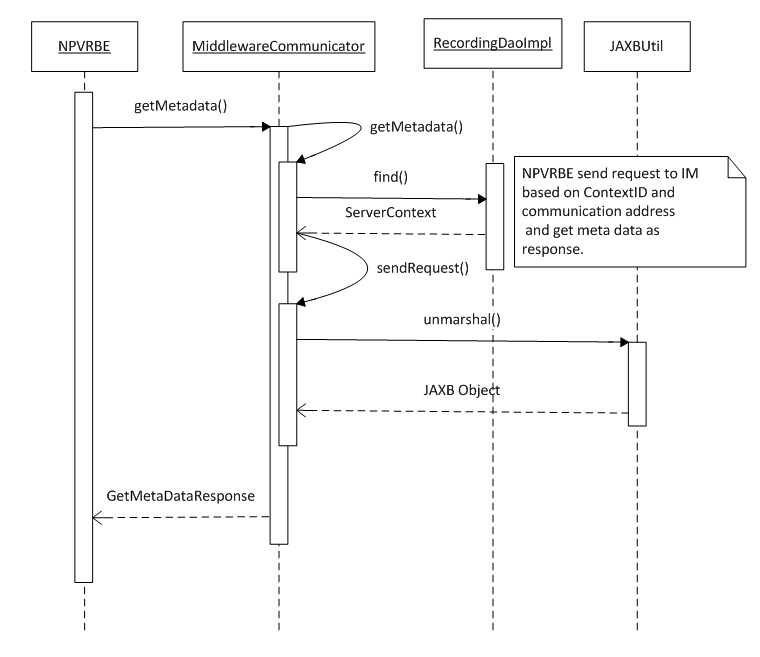 NPVRBE
MiddlewareCommunicator
RecordingDaoImpl
JAXBUtil
getMetadata()
getMetadata()
find()
ServerContext
NPVRBE send request to IM
based on ContextID and
communication address
and get meta data as
response.
sendRequest()
unmarshal()
JAXB Object
GetMetaDataResponse